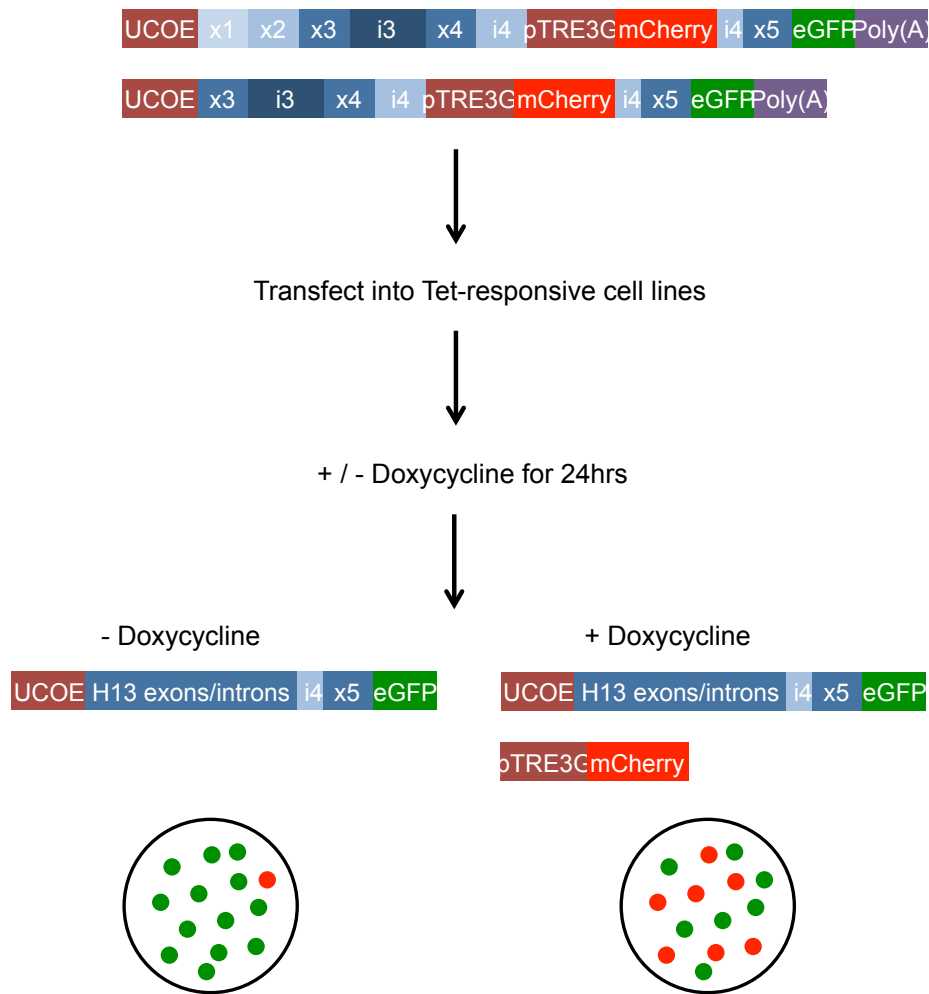 UCOE x1 x2 x3 i3 x4 i4 pTRE3G mCherry i4 x5 eGFP Poly(A)
UCOE x3 i3 x4 i4 pTRE3G mCherry i4 x5 eGFP Poly(A)
Transfect into Tet-responsive cell lines
+ / - Doxycycline for 24hrs
- Doxycycline
+ Doxycycline
UCOE H13 exons/introns i4 x5 eGFP
UCOE H13 exons/introns i4 x5 eGFP
pTRE3G mCherry